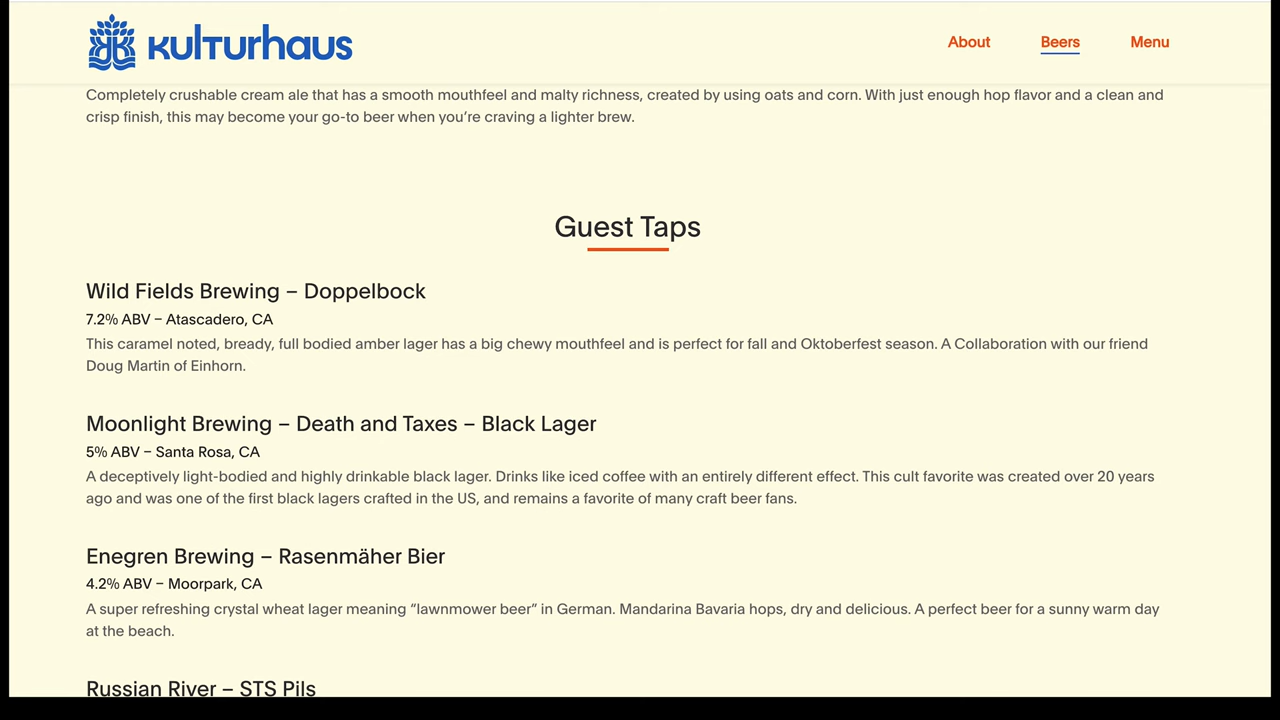 kulturhaus
About
Beers
Menu
Completely crushable cream ale that has a smooth mouthfeel and malty richness, created by using oats and corn. With just enough hop flavor and a clean and
crisp finish, this may become your go-to beer when you’re craving a lighter brew.
Guest Taps
Wild Fields Brewing – Doppelbock
7.2% ABV – Atascadero, CA
This caramel noted, bready, full bodied amber lager has a big chewy mouthfeel and is perfect for fall and Oktoberfest season. A Collaboration with our friend
Doug Martin of Einhorn.
Moonlight Brewing – Death and Taxes – Black Lager
5% ABV – Santa Rosa, CA
A deceptively light-bodied and highly drinkable black lager. Drinks like iced coffee with an entirely different effect. This cult favorite was created over 20 years
ago and was one of the first black lagers crafted in the US, and remains a favorite of many craft beer fans.
Enegren Brewing – Rasenmäher Bier
4.2% ABV – Moorpark, CA
A super refreshing crystal wheat lager meaning “lawnmower beer” in German. Mandarina Bavaria hops, dry and delicious. A perfect beer for a sunny warm day
at the beach.
Russian River – STS Pils